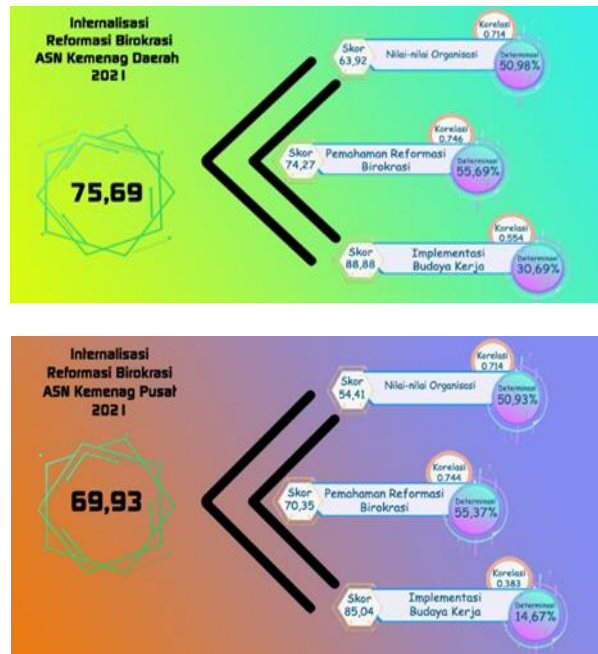 Internalisasi
Reformasi Birokrasi
ASN Kemenag Daerah
2021
75,69
Skor
63,92
Nilai-nilai Organisasi
Korelasi
0.714
Determinasi
50,98%
Skor
74,27
Pemahaman Reformasi
Birokrasi
Korelasi
0.746
Determinasi
55,69%
Skor
88,88
Implementasi
Budaya Kerja
Korelasi
0.554
Determinasi
30,69%
Internalisasi
Reformasi Birokrasi
ASN Kemenag Pusat
2021
69,93
Skor
54,41
Nilai-nilai Organisasi
Korelasi
0.714
Determinasi
50,93%
Skor
70,35
Pemahaman Reformasi
Birokrasi
Korelasi
0.744
Determinasi
55,37%
Skor
85,04
Implementasi
Budaya Kerja
Korelasi
0.383
Determinasi
14,67%